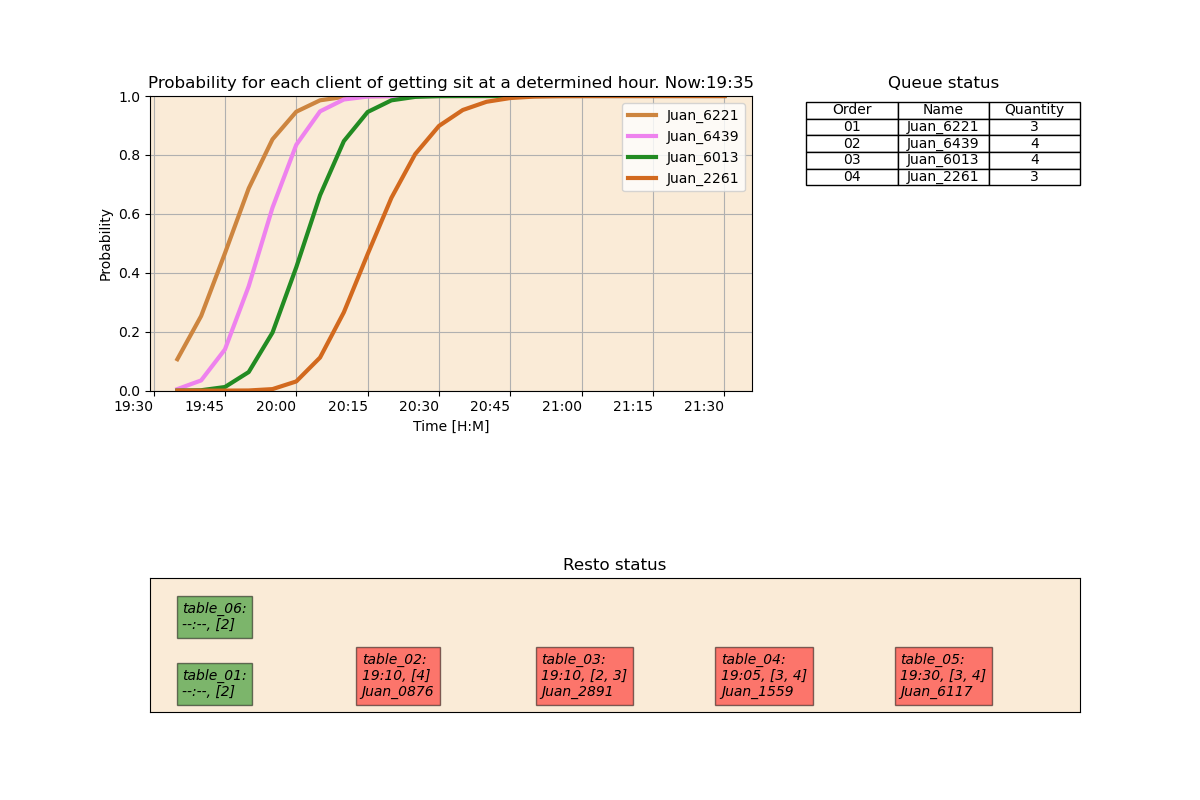 Probability for each client of getting sit at a determined hour. Now:19:35
Probability
1.0
0.8
0.6
0.4
0.2
0.0
Juan_6221
Juan_6439
Juan_6013
Juan_2261
19:30 19:45 20:00 20:15 20:30 20:45 21:00 21:15 21:30
Time [H:M]
Queue status
Order Name Quantity
01 Juan_6221 3
02 Juan_6439 4
03 Juan_6013 4
04 Juan_2261 3
Resto status
table_06:
--:--, [2]
table_01:
--:--, [2]
table_02:
19:10, [4]
Juan_0876
table_03:
19:10, [2, 3]
Juan_2891
table_04:
19:05, [3, 4]
Juan_1559
table_05:
19:30, [3, 4]
Juan_6117